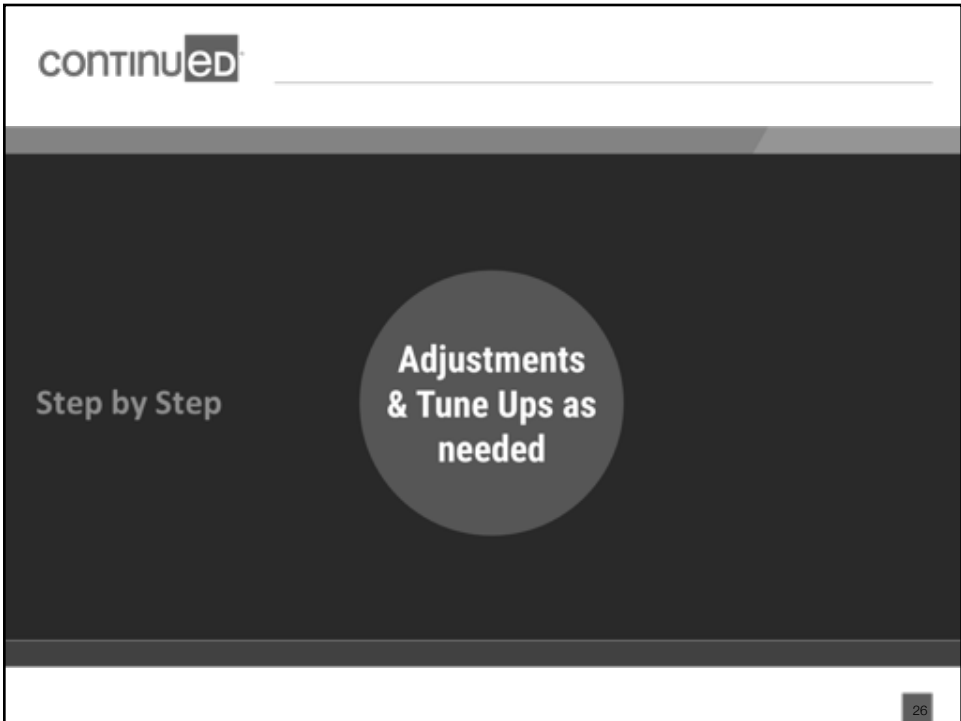 continued
Step by Step
Adjustments
& Tune Ups as
needed
26